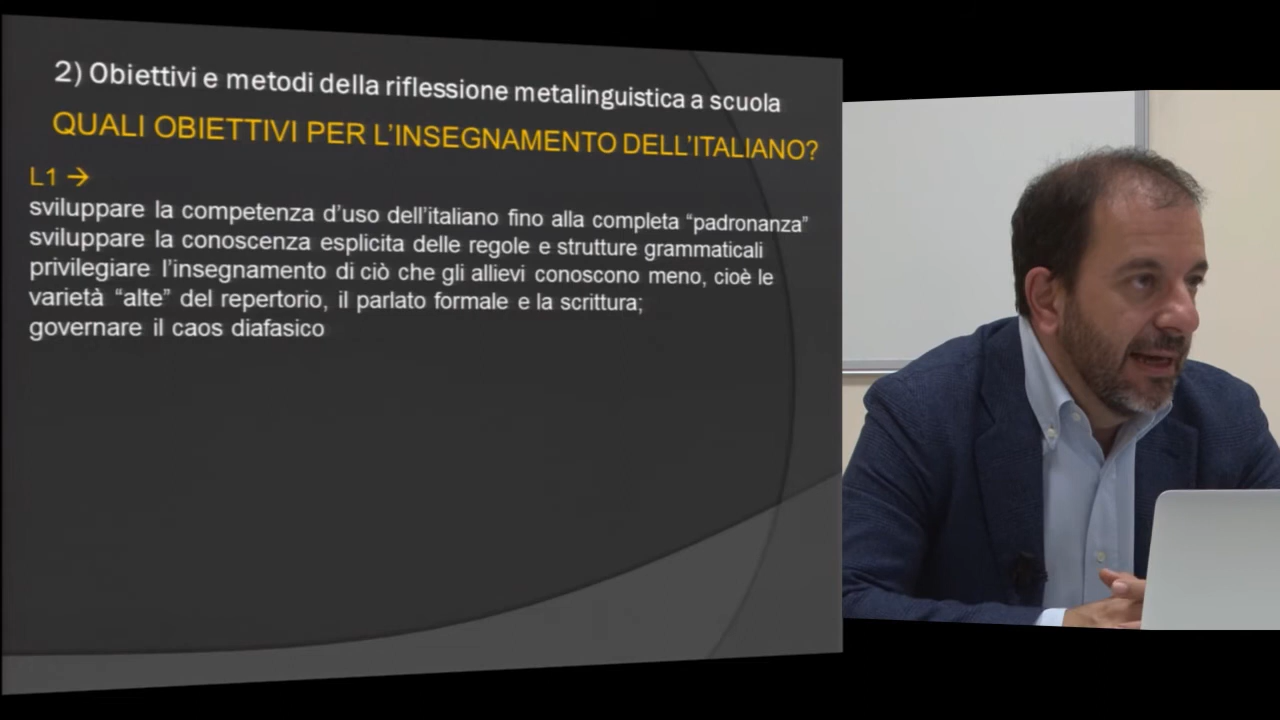 2) Obiettivi e metodi della riflessione metalinguistica a scuola
QUALI OBIETTIVI PER L'INSEGNAMENTO DELL'ITALIANO?
L1 →
sviluppare la competenza d'uso dell'italiano fino alla completa “padronanza”
sviluppare la conoscenza esplicita delle regole e strutture grammaticali
privilegiare l'insegnamento di ciò che gli allievi conoscono meno, cioè le
varietà “alte” del repertorio, il parlato formale e la scrittura;
governare il caos diafasico